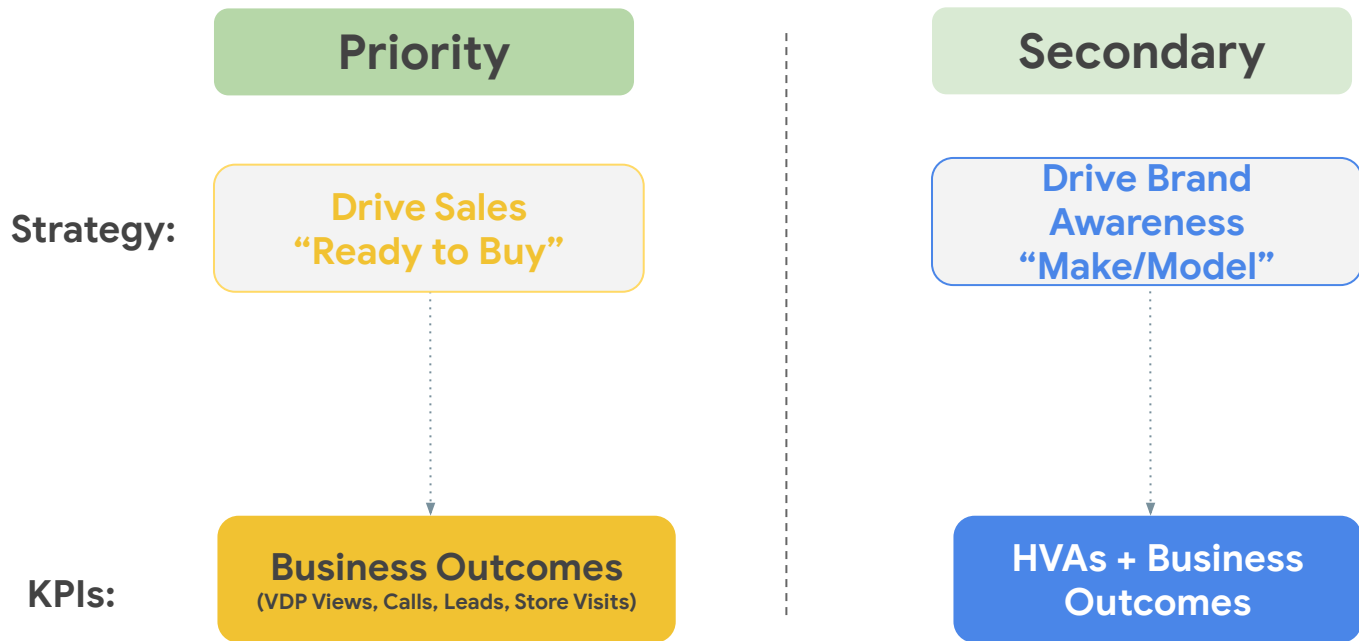 Priority
Secondary
Strategy:
Drive Sales
“Ready to Buy”
Drive Brand
Awareness
“Make/Model”
KPIs:
Business Outcomes
(VDP Views, Calls, Leads, Store Visits)
HVAs + Business
Outcomes